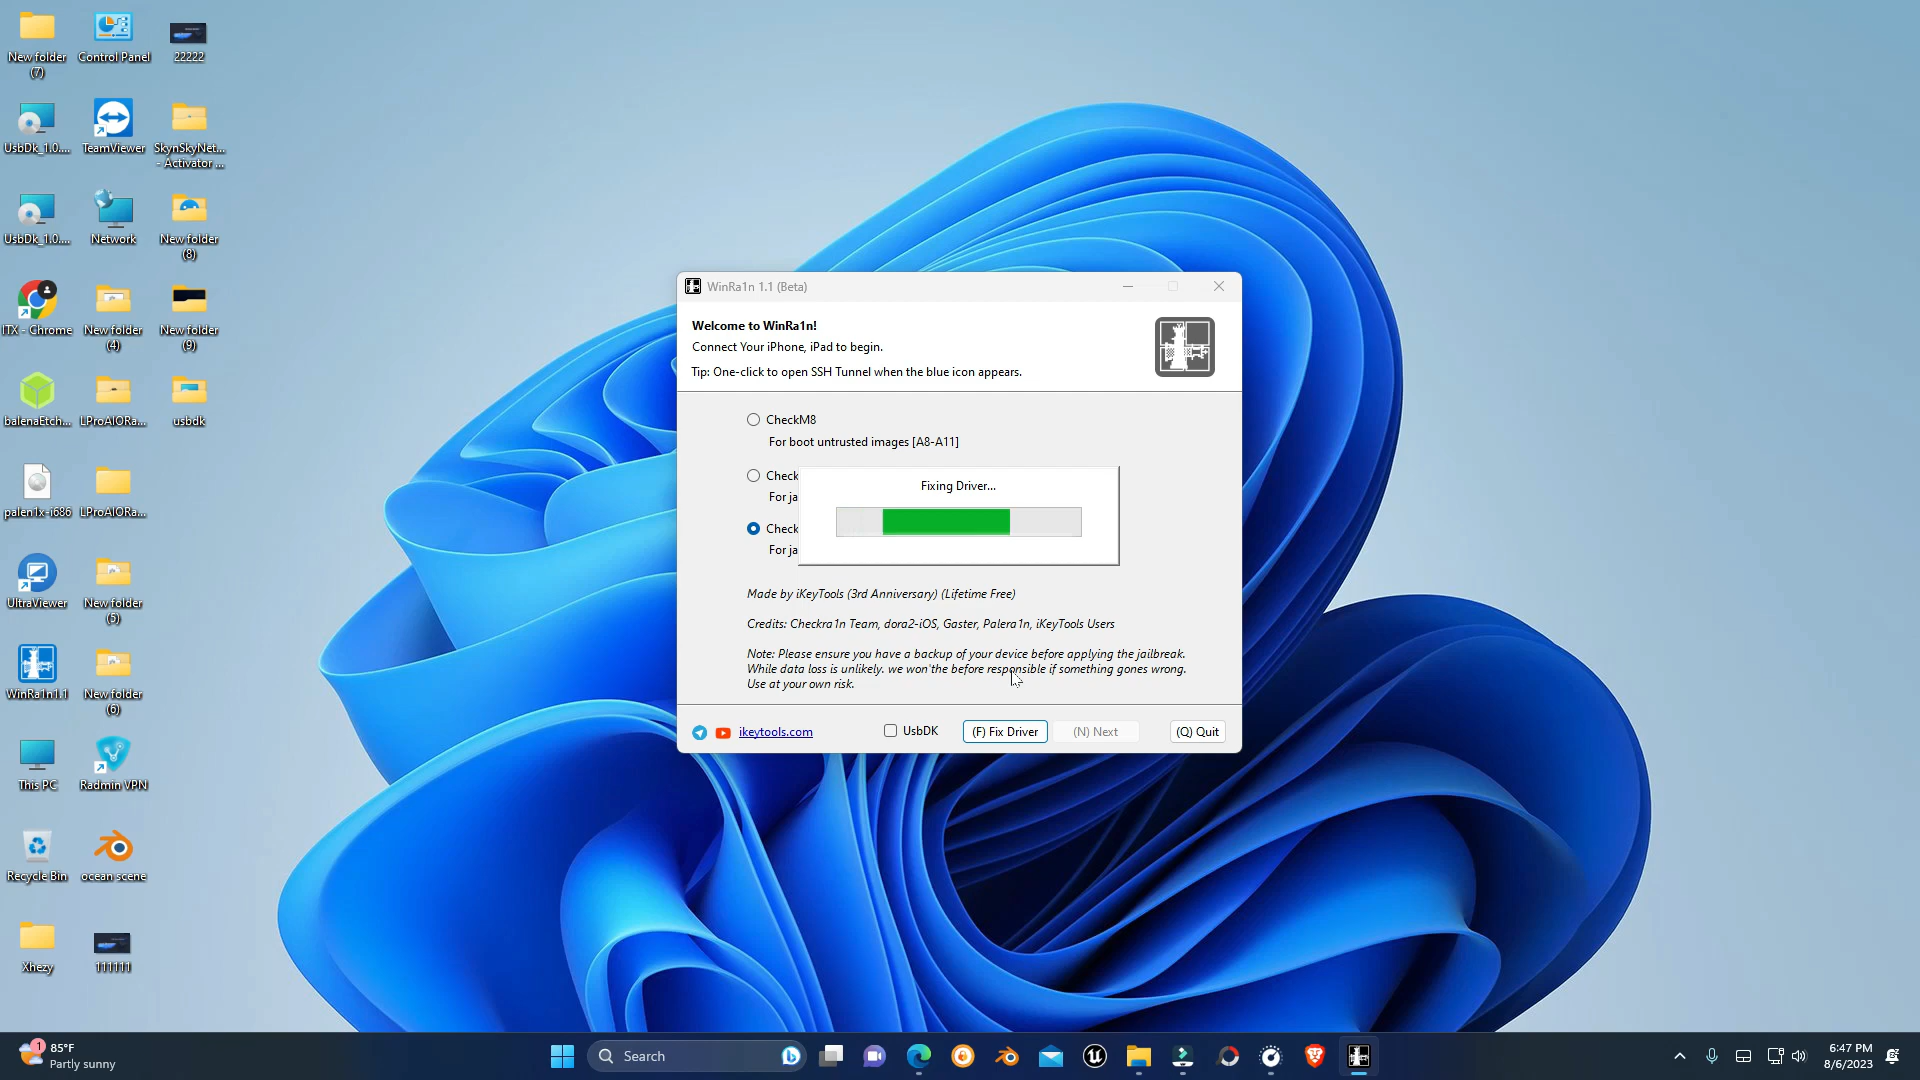 New folder
(7)
Control Panel
22222
UsbDk_1.0....
TeamViewer
SkynSkyNet...
- Activator ...
UsbDk_1.0....
Network
New folder
(8)
ITX - Chrome
New folder
(4)
New folder
(9)
balenaEtch...
LProAIORa...
usbdk
palen1x-i686
LProAIORa...
UltraViewer
New folder
(5)
WinRa1n1.1
New folder
(6)
This PC
Radmin VPN
Recycle Bin
ocean scene
Xhezy
111111
WinRa1n 1.1 (Beta)
Welcome to WinRa1n!
Connect Your iPhone, iPad to begin.
Tip: One-click to open SSH Tunnel when the blue icon appears.
CheckM8
For boot untrusted images [A8-A11]
Check
For ja
Fixing Driver...
Check
For ja
Made by iKeyTools (3rd Anniversary) (Lifetime Free)
Credits: Checkra1n Team, dora2-iOS, Gaster, Palera1n, iKeyTools Users
Note: Please ensure you have a backup of your device before applying the jailbreak.
While data loss is unlikely. we won'the before responsible if something gones wrong.
Use at your own risk.
ikeytools.com
UsbDK
(F) Fix Driver
(N) Next
(Q) Quit
1
85°F
Partly sunny
Search
6:47 PM
8/6/2023